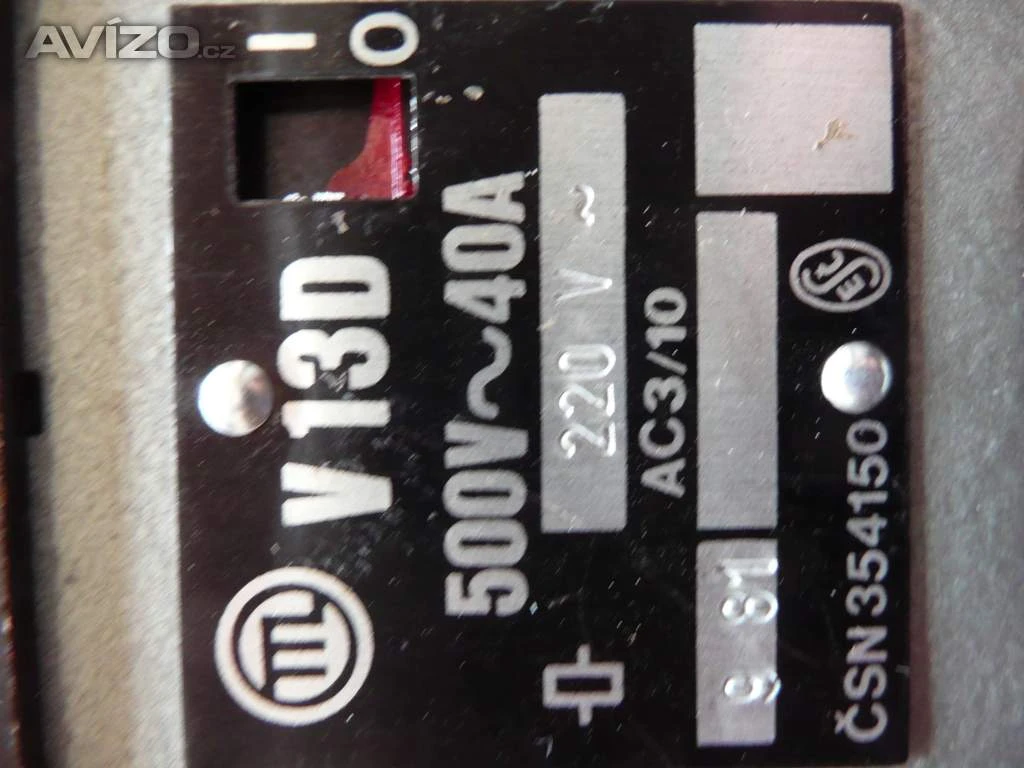 AVÍZO.cz
I O
V 13D
500V~40A
220 V ~
AC3/10
9 81
ČSN 354150